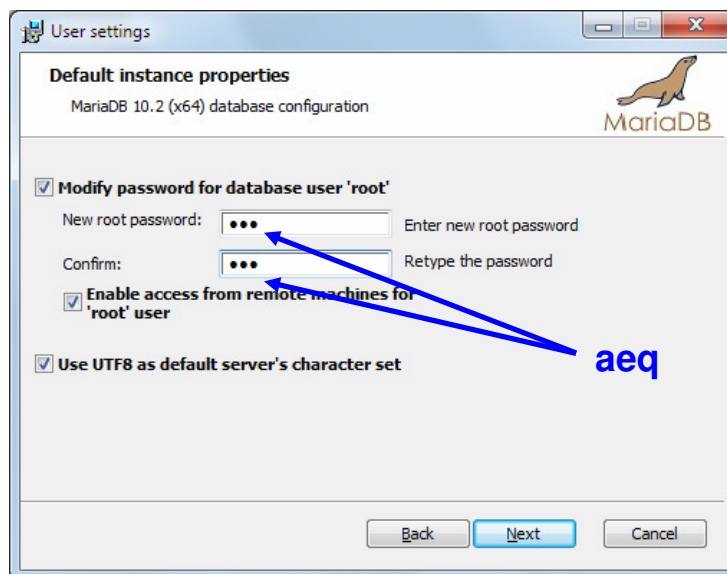 User settings
Default instance properties
MariaDB 10.2 (x64) database configuration
MariaDB
Modify password for database user 'root'
New root password: ●●● Enter new root password
Confirm: ●●● Retype the password
Enable access from remote machines for
'root' user
aeq
Use UTF8 as default server's character set
Back Next Cancel